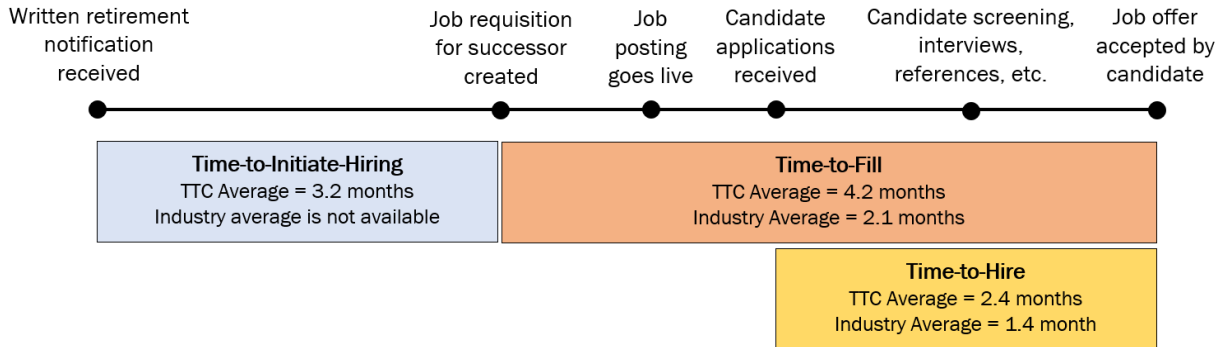 Written retirement
notification
received
Job requisition
for successor
created
Job
posting
goes live
Candidate
applications
received
Candidate screening,
interviews,
references, etc.
Job offer
accepted by
candidate
Time-to-Initiate-Hiring
TTC Average = 3.2 months
Industry average is not available
Time-to-Fill
TTC Average = 4.2 months
Industry Average = 2.1 months
Time-to-Hire
TTC Average = 2.4 months
Industry Average = 1.4 month